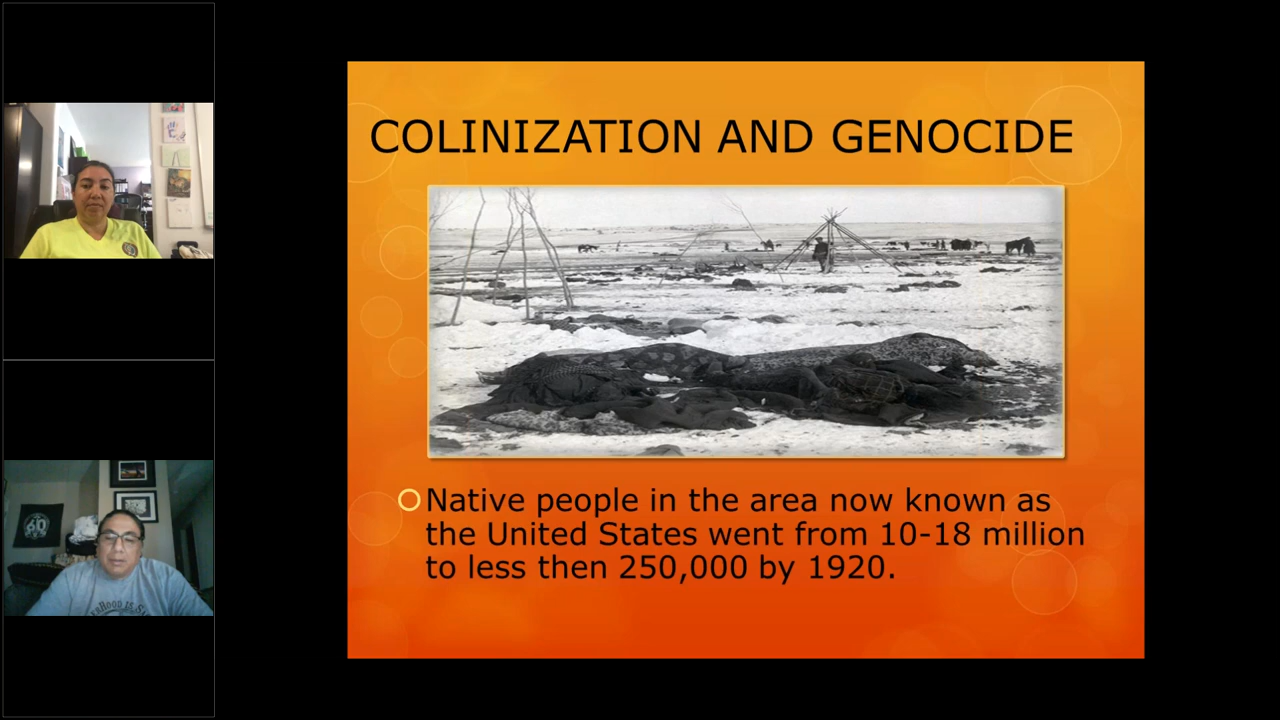 COLINIZATION AND GENOCIDE
Native people in the area now known as
the United States went from 10-18 million
to less then 250,000 by 1920.
60